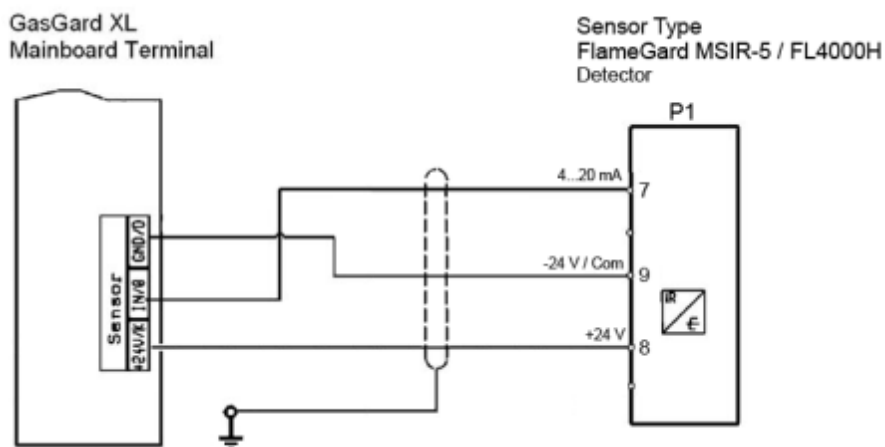 GasGard XL
Mainboard Terminal
Sensor Type
FlameGard MSIR-5 / FL4000H
Detector
P1
4...20 mA
7
GND/D
-24 V / Com
9
Sensor
IN/B
IR
+24V/K
+24 V
8